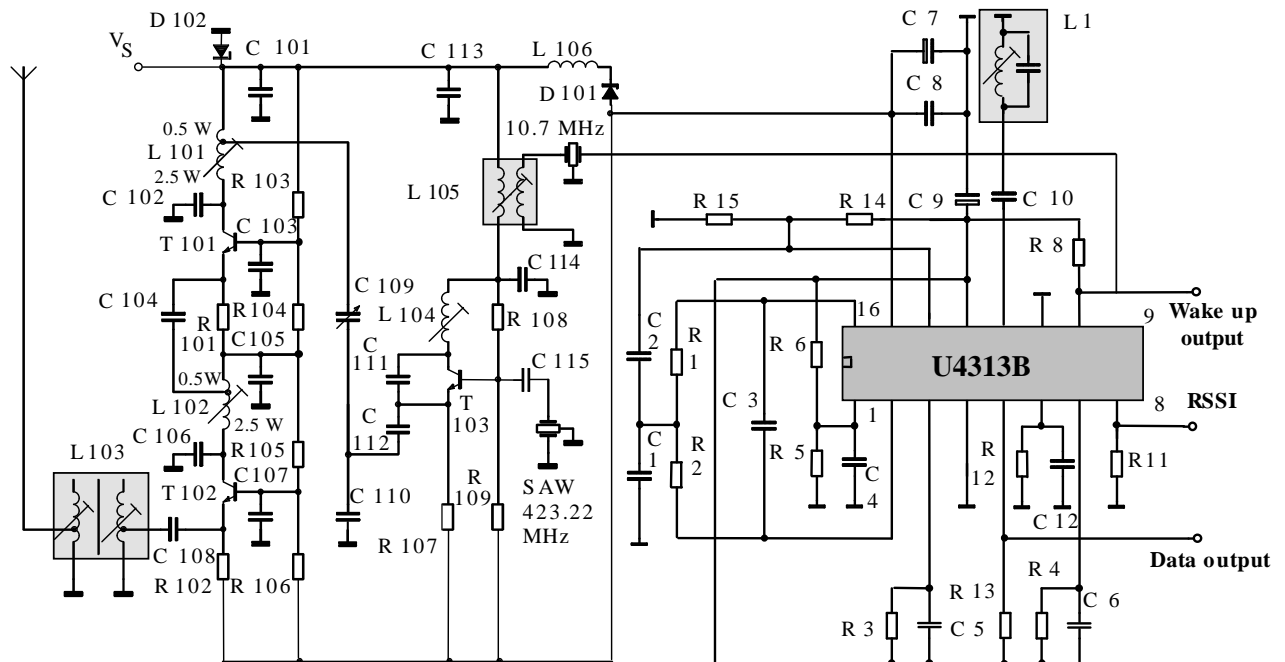 D 102
V S
C 101
C 113
L 106
D 101
C 7
C 8
L 1
0.5 W
L 101
2.5 W
C 102
R 103
10.7 MHz
L 105
R 15
R 14
C 9
C 10
R 8
C 103
T 101
C 114
C 109
C 104
R 101
R 104
L 104
R 108
C 105
C 111
C 115
C 2
R 1
R 6
16
9
Wake up output
U4313B
0.5W
L 102
2.5 W
C 106
C 112
T 103
C 3
1
8
RSSI
R 105
L103
C 107
T 102
C 1
R 2
R 5
C 4
R 12
R11
C 110
R 109
SAW 423.22 MHz
C 12
C 108
R 107
Data output
R 102
R 106
R 3
C 5
R 13
R 4
C 6